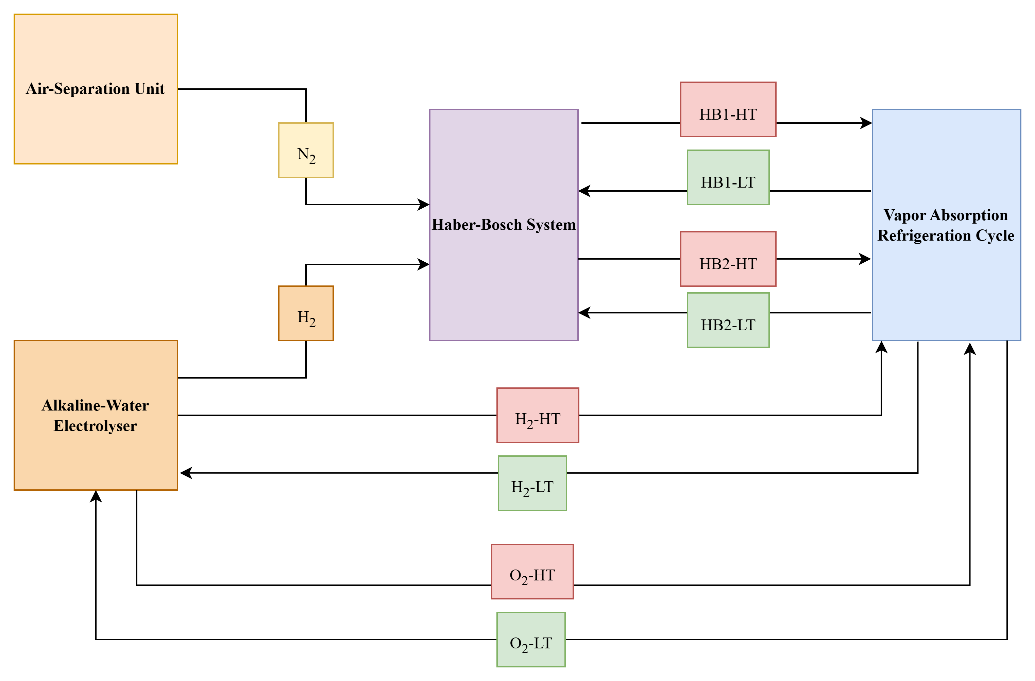 Air-Separation Unit
N2
HB1-HT
HB1-LT
Haber-Bosch System
Vapor Absorption
Refrigeration Cycle
HB2-HT
HB2-LT
H2
Alkaline-Water
Electrolyser
H2-HT
H2-LT
O2-HT
O2-LT